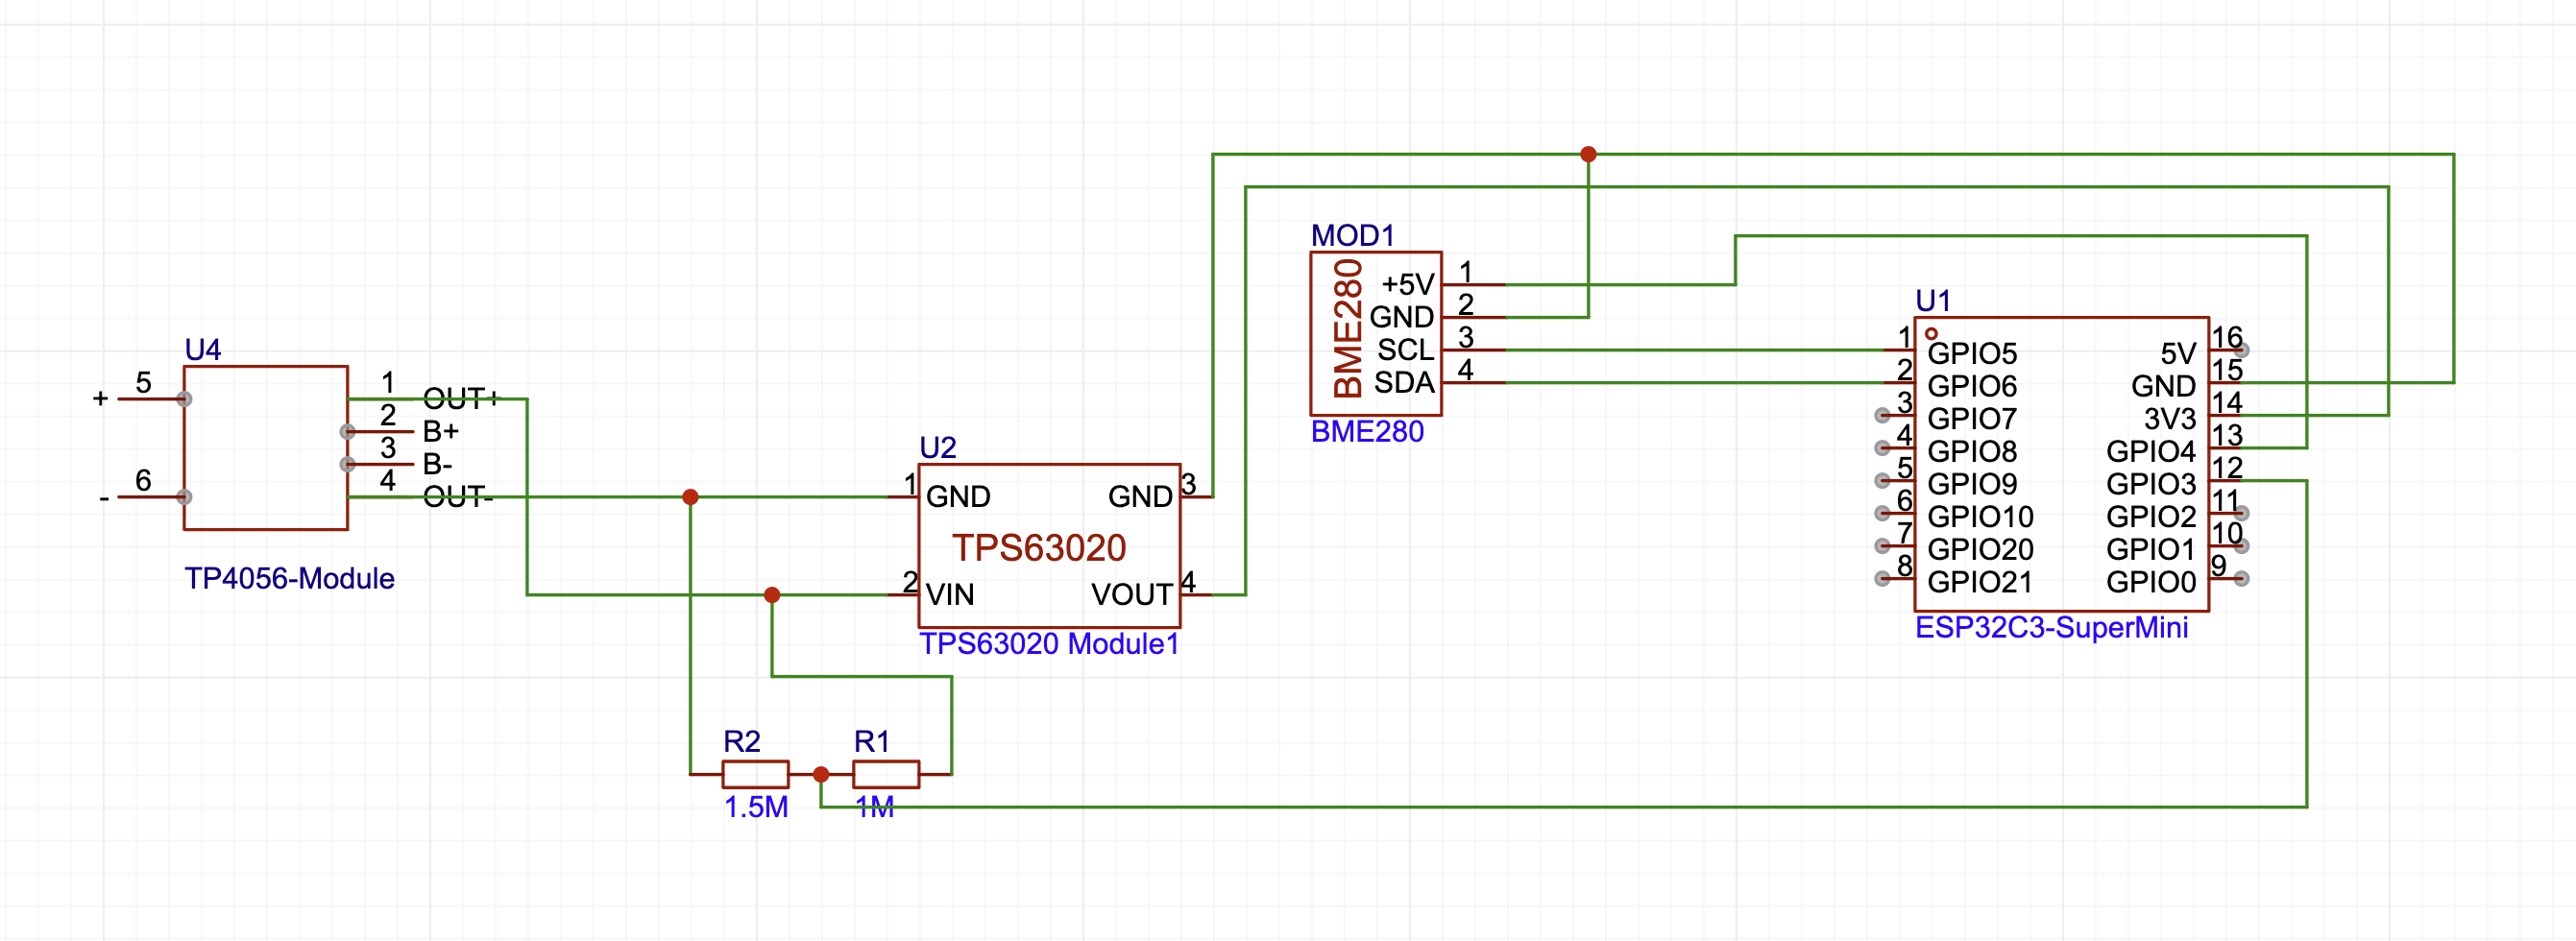 U4
+ 5
- 6
1 OUT+
2 B+
3 B-
4 OUT-
TP4056-Module
U2
1 GND
2 VIN
GND 3
VOUT 4
TPS63020
TPS63020 Module1
R2
1.5M
R1
1M
MOD1
BME280
+5V 1
GND 2
SCL 3
SDA 4
BME280
U1
1 GPIO5
2 GPIO6
3 GPIO7
4 GPIO8
5 GPIO9
6 GPIO10
7 GPIO20
8 GPIO21
5V 16
GND 15
3V3 14
GPIO4 13
GPIO3 12
GPIO2 11
GPIO1 10
GPIO0 9
ESP32C3-SuperMini